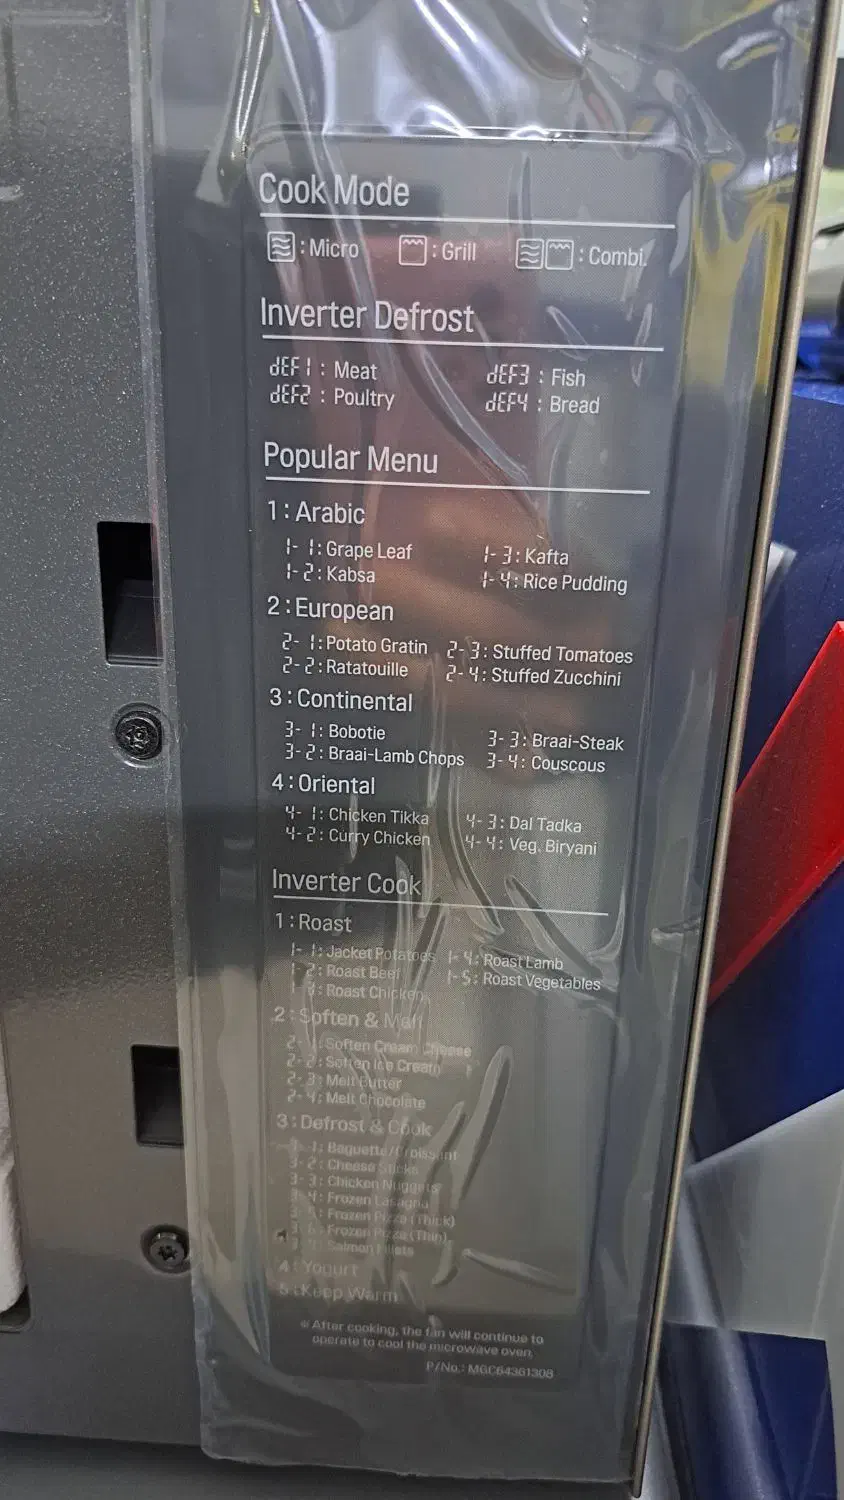 Cook Mode
: Micro : Grill : Combi.
Inverter Defrost
dEF1 : Meat dEF3 : Fish
dEF2 : Poultry dEF4 : Bread
Popular Menu
1 : Arabic
1- 1 : Grape Leaf 1- 3 : Kafta
1- 2 : Kabsa 1- 4 : Rice Pudding
2 : European
2- 1 : Potato Gratin 2- 3 : Stuffed Tomatoes
2- 2 : Ratatouille 2- 4 : Stuffed Zucchini
3 : Continental
3- 1 : Bobotie 3- 3 : Braai-Steak
3- 2 : Braai-Lamb Chops 3- 4 : Couscous
4 : Oriental
4- 1 : Chicken Tikka 4- 3 : Dal Tadka
4- 2 : Curry Chicken 4- 4 : Veg. Biryani
Inverter Cook
1 : Roast
1- 1 : Jacket Potatoes 1- 4 : Roast Lamb
1- 2 : Roast Beef 1- 5 : Roast Vegetables
1- 3 : Roast Chicken
2 : Soften & Melt
2- 1 : Soften Cream Cheese
2- 2 : Soften Ice Cream
2- 3 : Melt Butter
2- 4 : Melt Chocolate
3 : Defrost & Cook
3- 1 : Baguette/Croissant
3- 2 : Cheese Sticks
3- 3 : Chicken Nuggets
3- 4 : Frozen Lasagna
3- 5 : Frozen Pizza (Thick)
3- 6 : Frozen Pizza (Thin)
3- 7 : Salmon Fillets
4 : Yogurt
5 : Keep Warm
※ After cooking, the fan will continue to
operate to cool the microwave oven.
P/No.: MGC64361308